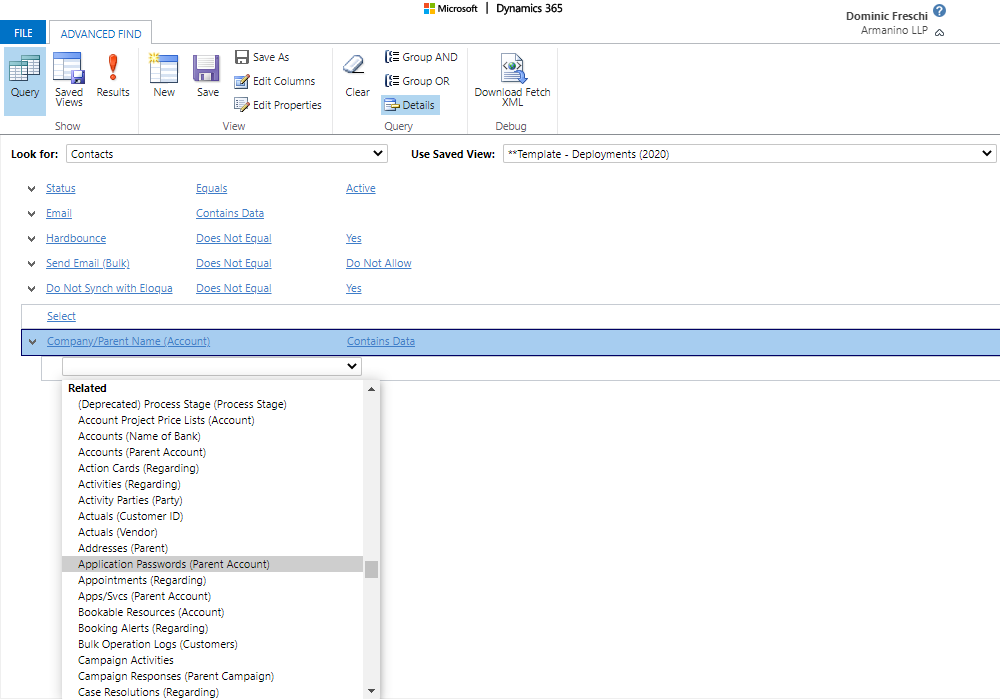 Microsoft | Dynamics 365
Dominic Freschi
Armanino LLP
FILE
ADVANCED FIND
Query
Saved Views
Results
New
Save
Save As
Edit Columns
Edit Properties
Clear
Group AND
Group OR
Details
Download Fetch XML
Show
View
Query
Debug
Look for: Contacts
Use Saved View: **Template - Deployments (2020)
Status Equals Active
Email Contains Data
Hardbounce Does Not Equal Yes
Send Email (Bulk) Does Not Equal Do Not Allow
Do Not Synch with Eloqua Does Not Equal Yes
Select
Company/Parent Name (Account) Contains Data
Related
(Deprecated) Process Stage (Process Stage)
Account Project Price Lists (Account)
Accounts (Name of Bank)
Accounts (Parent Account)
Action Cards (Regarding)
Activities (Regarding)
Activity Parties (Party)
Actuals (Customer ID)
Actuals (Vendor)
Addresses (Parent)
Application Passwords (Parent Account)
Appointments (Regarding)
Apps/Svcs (Parent Account)
Bookable Resources (Account)
Booking Alerts (Regarding)
Bulk Operation Logs (Customers)
Campaign Activities
Campaign Responses (Parent Campaign)
Case Resolutions (Regarding)